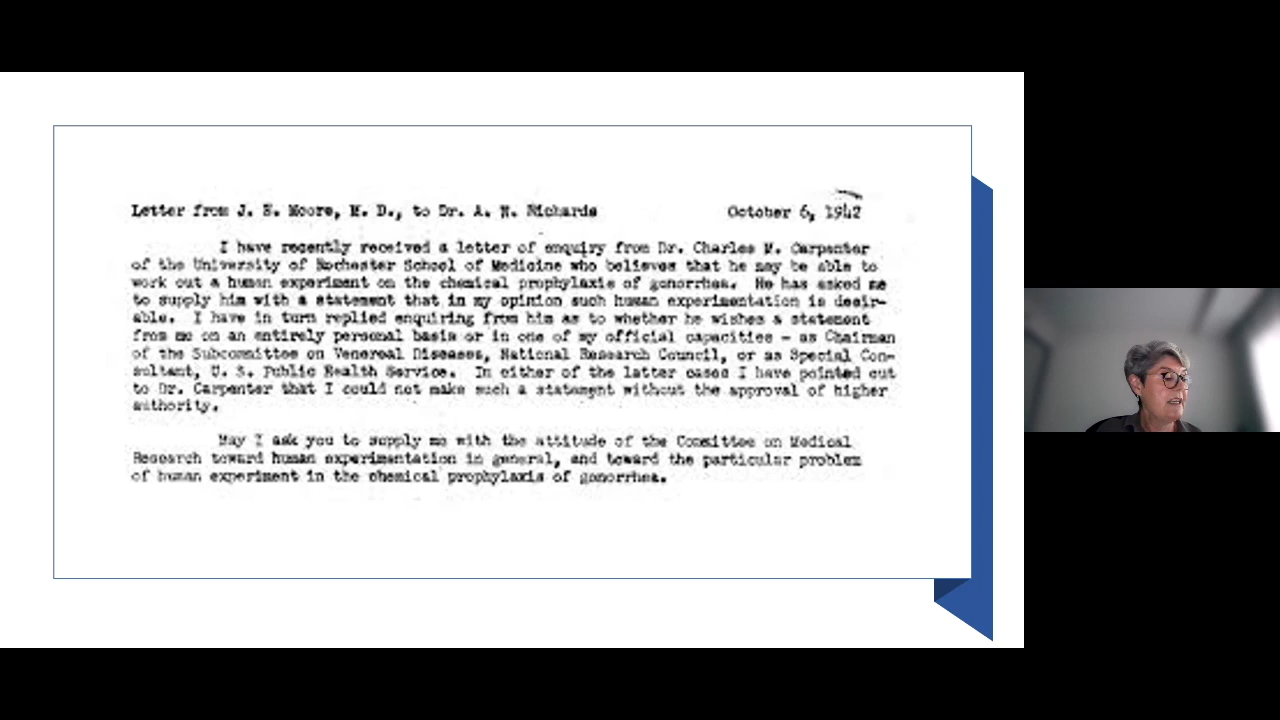 Letter from J. E. Moore, M. D., to Dr. A. N. Richards October 6, 1942
I have recently received a letter of enquiry from Dr. Charles M. Carpenter
of the University of Rochester School of Medicine who believes that he may be able to
work out a human experiment on the chemical prophylaxis of gonorrhea. He has asked me
to supply him with a statement that in my opinion such human experimentation is desir-
able. I have in turn replied enquiring from him as to whether he wishes a statement
from me on an entirely personal basis or in one of my official capacities - as Chairman
of the Subcommittee on Venereal Diseases, National Research Council, or as Special Con-
sultant, U. S. Public Health Service. In either of the latter cases I have pointed out
to Dr. Carpenter that I could not make such a statement without the approval of higher
authority.
May I ask you to supply me with the attitude of the Committee on Medical
Research toward human experimentation in general, and toward the particular problem
of human experiment in the chemical prophylaxis of gonorrhea.